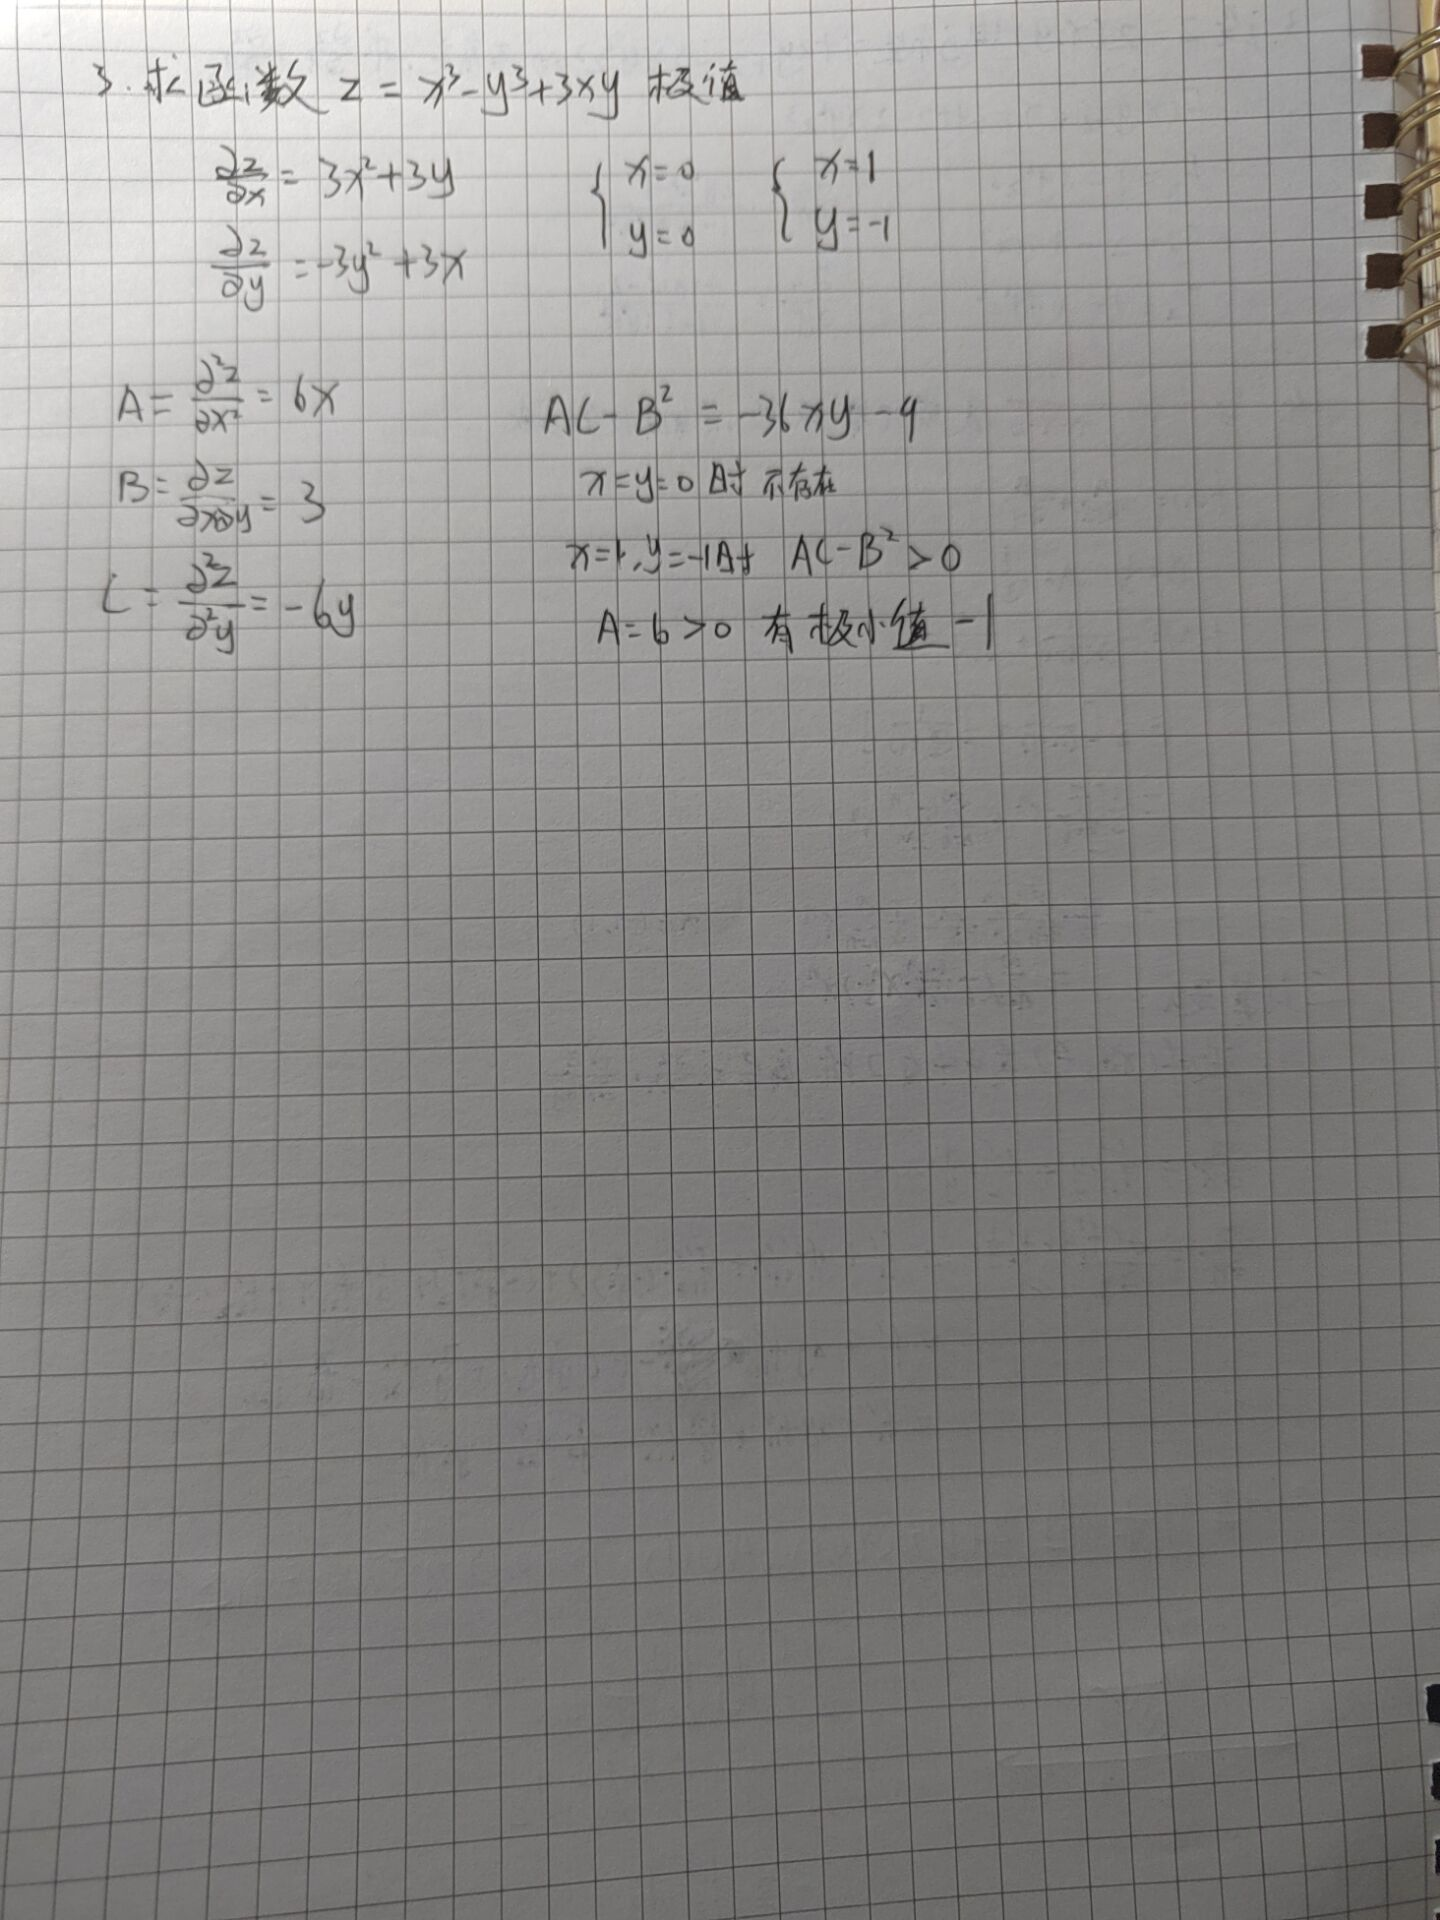 3. 求函数 z = x³-y³+3xy 极值
∂z/∂x = 3x²+3y { x=0 y=0 { x=1 y=-1
∂z/∂y = -3y²+3x
A = ∂²z/∂x² = 6x
AC-B² = -36xy-9
B = ∂z/∂x∂y = 3
x=y=0时 不存在
x=1,y=-1时 AC-B²>0
C = ∂²z/∂²y = -6y
A=6>0 有极小值 -1